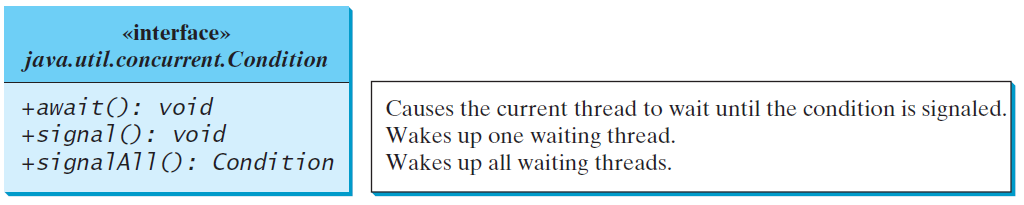 «interface»
java.util.concurrent.Condition
+await(): void
+signal(): void
+signalAll(): Condition
Causes the current thread to wait until the condition is signaled.
Wakes up one waiting thread.
Wakes up all waiting threads.